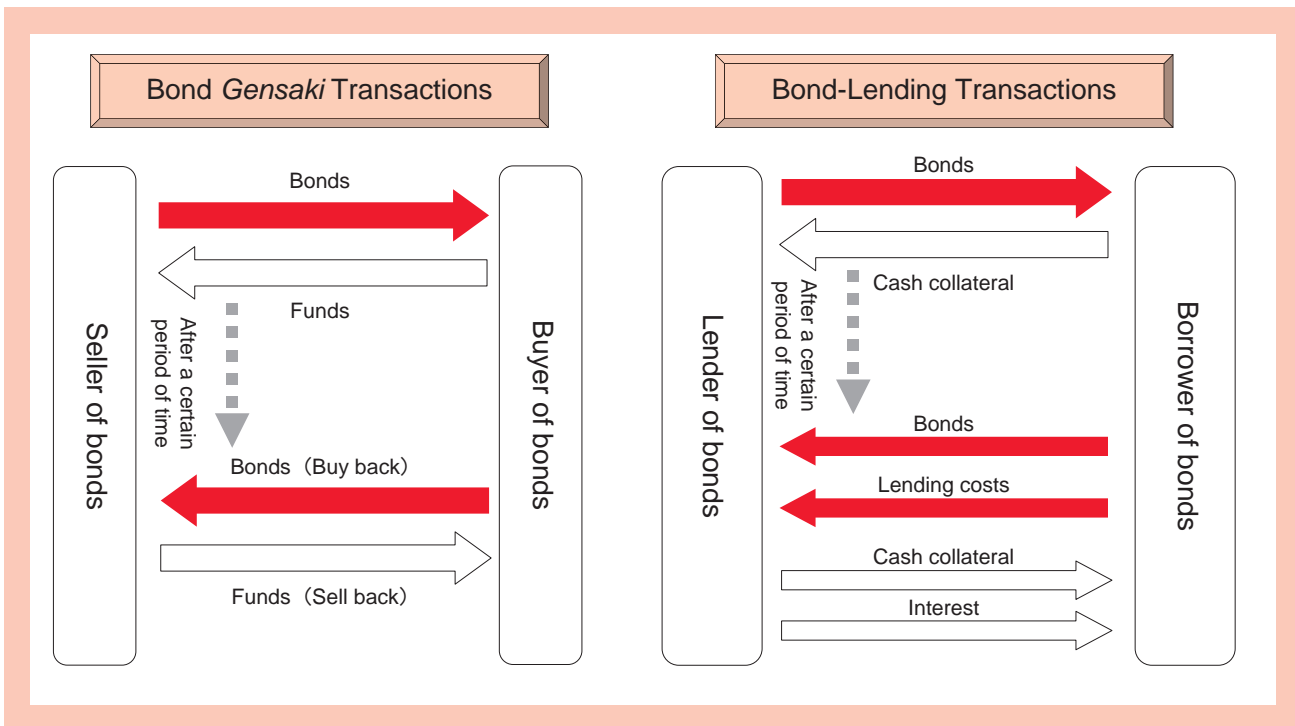 Bond Gensaki Transactions
Seller of bonds
Bonds
Funds
After a certain
period of time
Bonds（Buy back）
Funds（Sell back）
Buyer of bonds
Bond-Lending Transactions
Lender of bonds
Bonds
Cash collateral
After a certain
period of time
Bonds
Lending costs
Cash collateral
Interest
Borrower of bonds